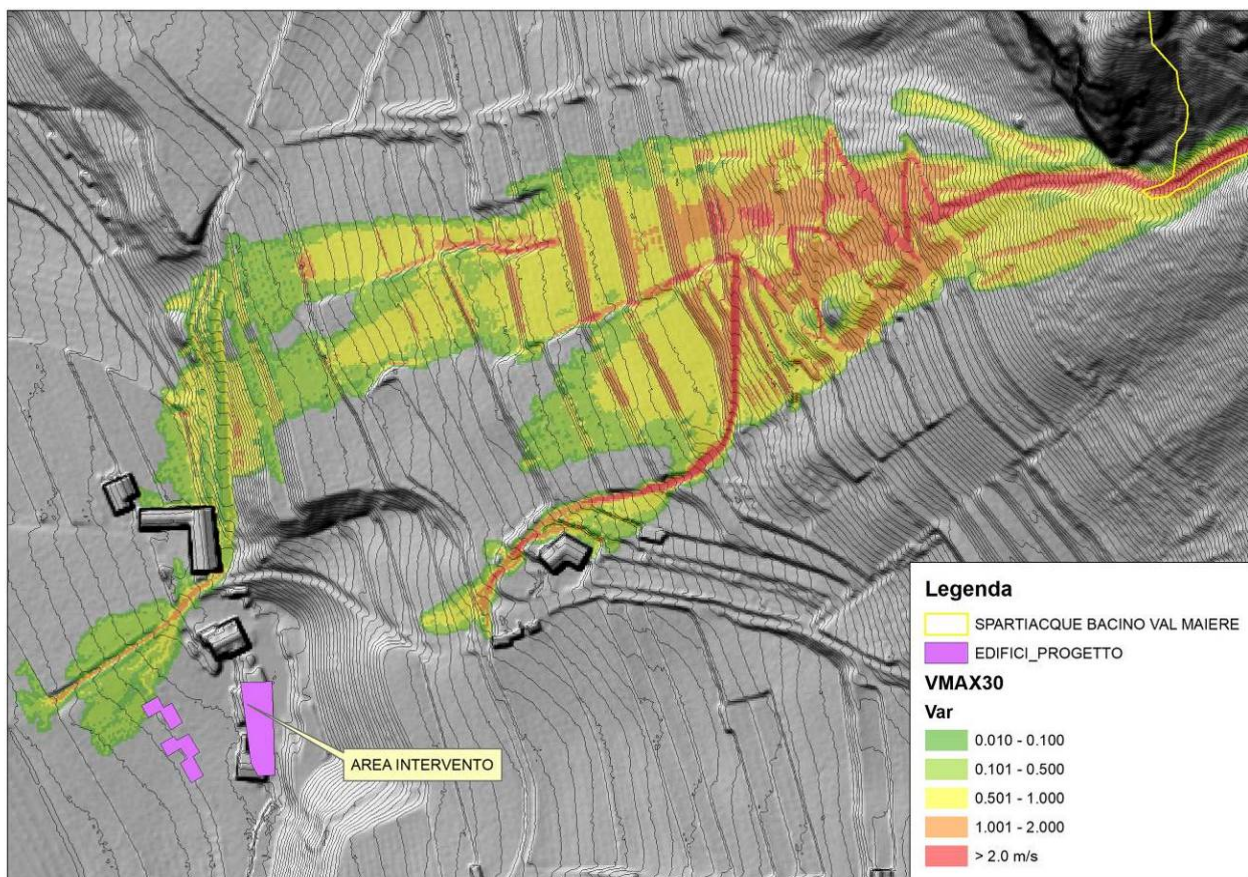 AREA INTERVENTO
Legenda
SPARTIACQUE BACINO VAL MAIERE
EDIFICI_PROGETTO
VMAX30
Var
0.010 - 0.100
0.101 - 0.500
0.501 - 1.000
1.001 - 2.000
> 2.0 m/s